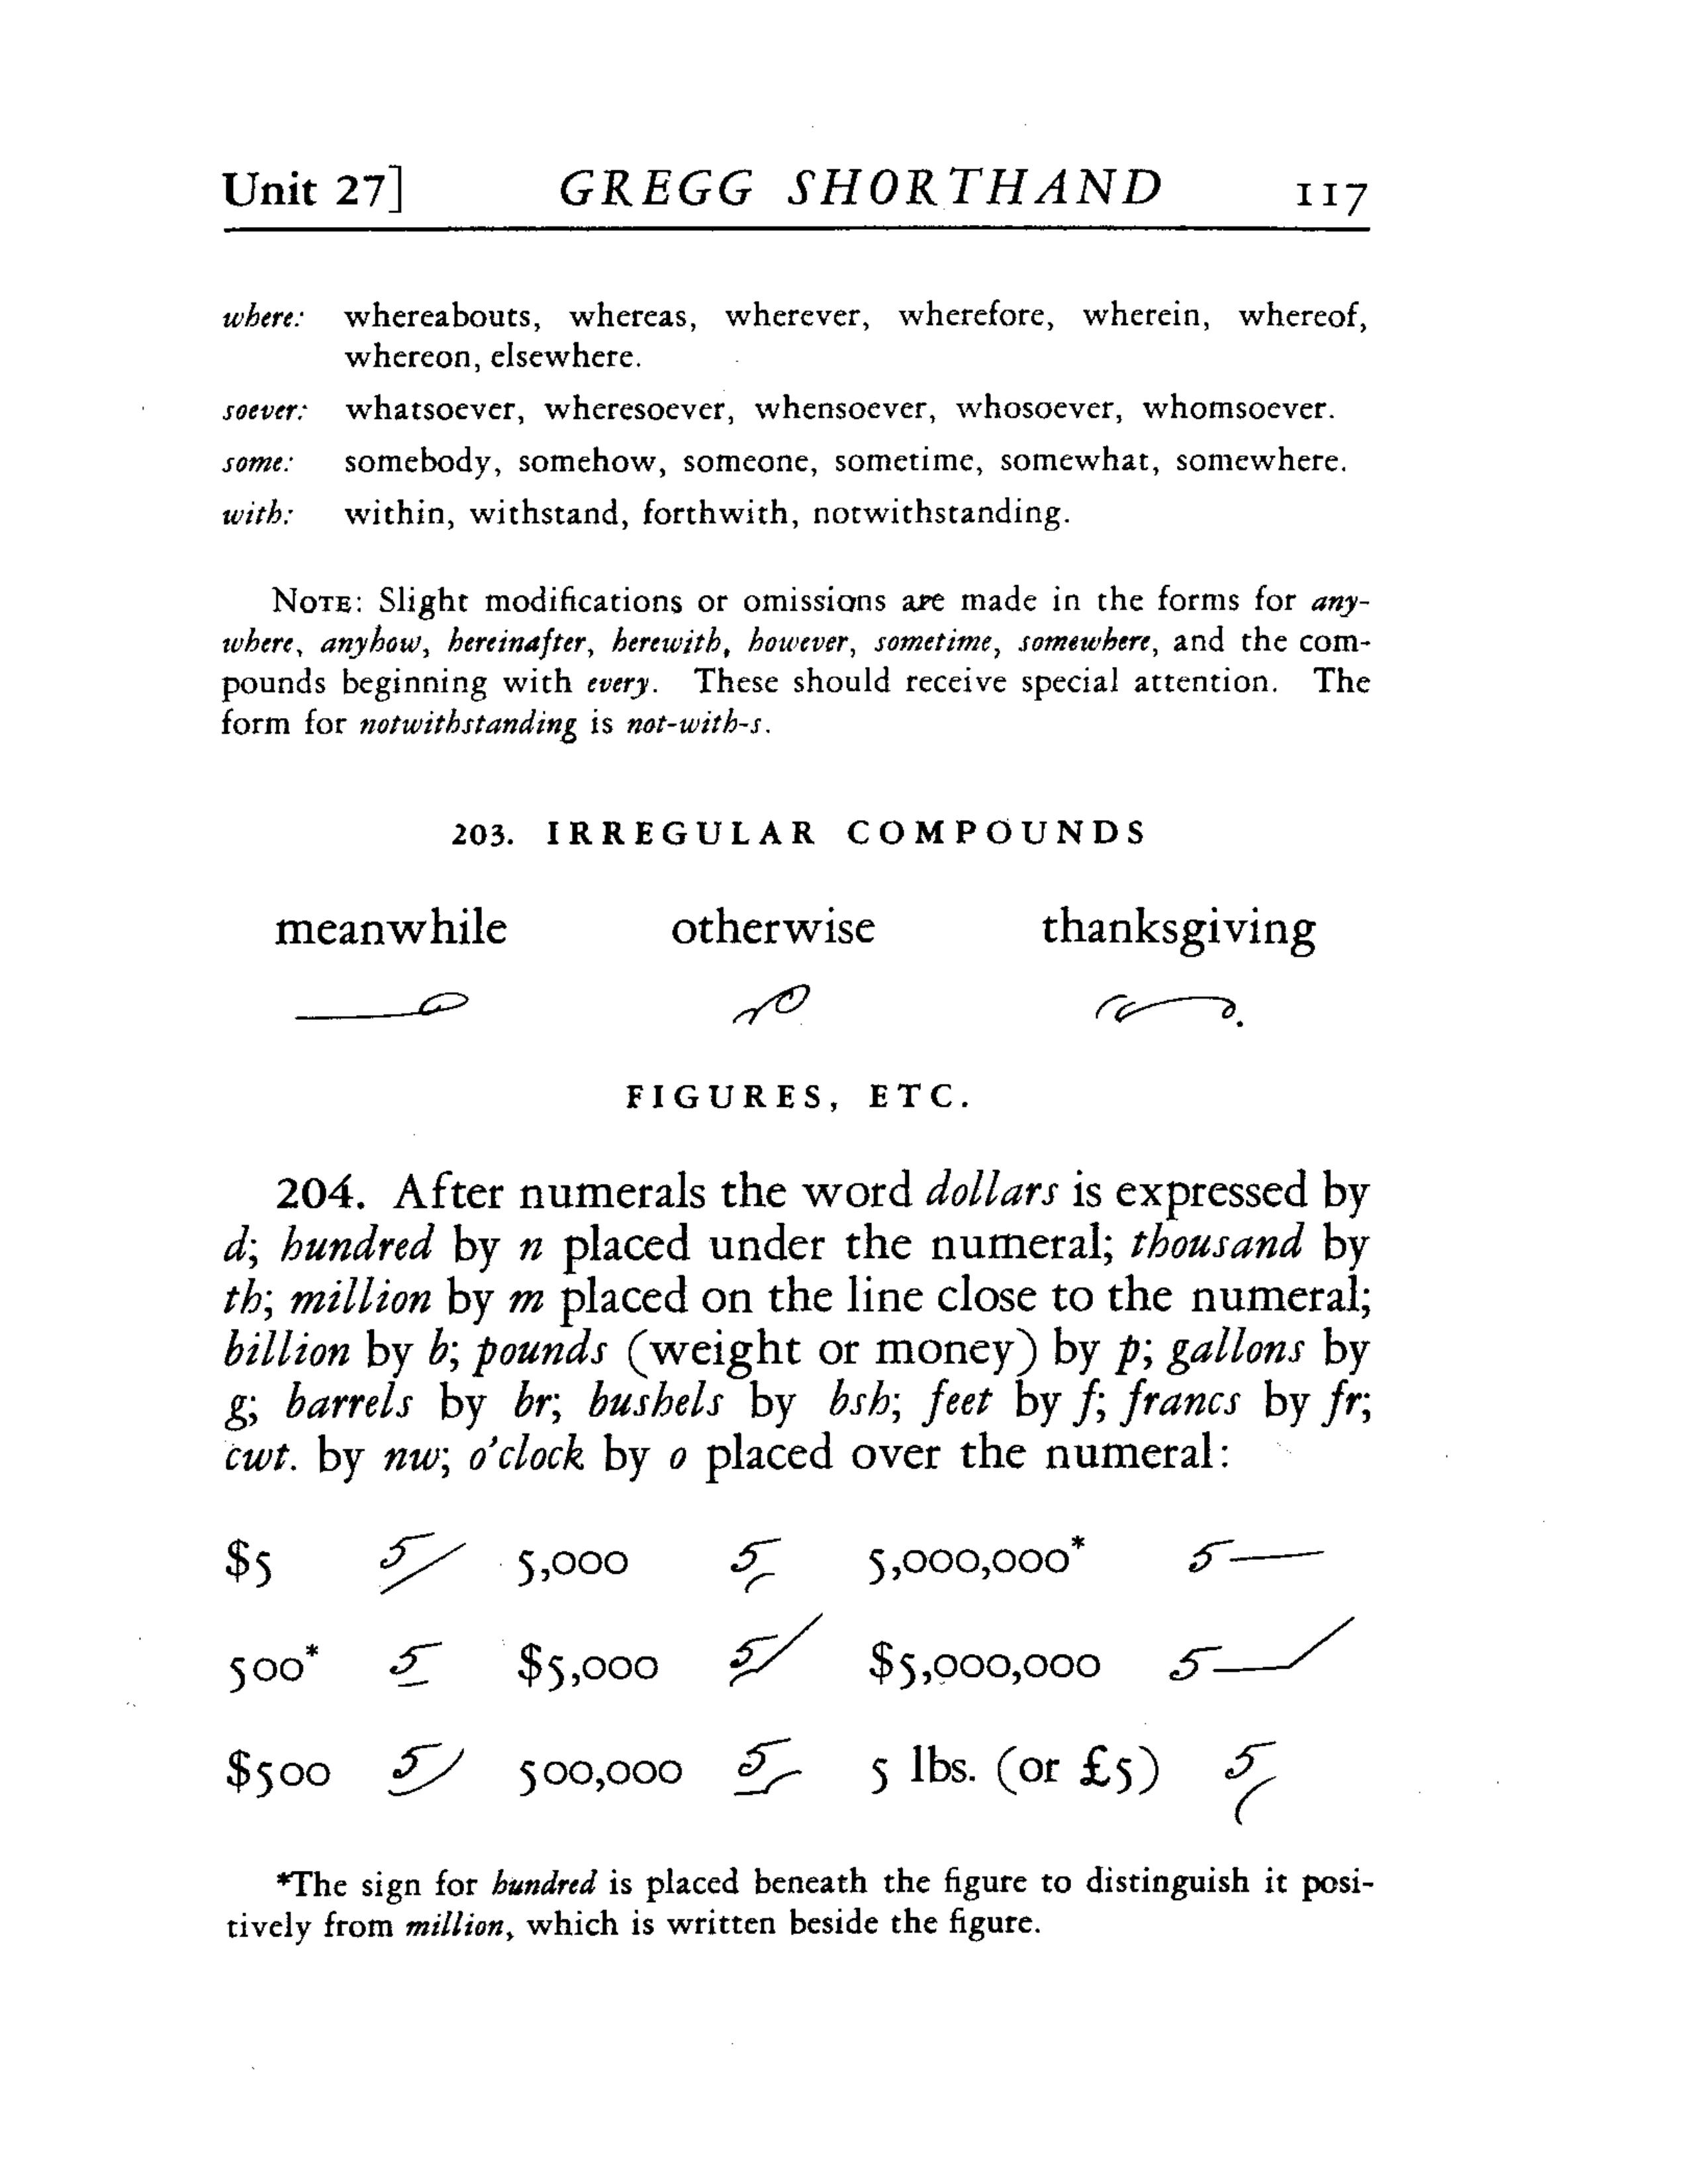 Unit 27] GREGG SHORTHAND 117
where: whereabouts, whereas, wherever, wherefore, wherein, whereof,
whereon, elsewhere.
soever: whatsoever, wheresoever, whensoever, whosoever, whomsoever.
some: somebody, somehow, someone, sometime, somewhat, somewhere.
with: within, withstand, forthwith, notwithstanding.
NOTE: Slight modifications or omissions are made in the forms for any-
where, anyhow, hereinafter, herewith, however, sometime, somewhere, and the com-
pounds beginning with every. These should receive special attention. The
form for notwithstanding is not-with-s.
203. IRREGULAR COMPOUNDS
meanwhile otherwise thanksgiving
FIGURES, ETC.
204. After numerals the word dollars is expressed by
d; hundred by n placed under the numeral; thousand by
th; million by m placed on the line close to the numeral;
billion by b; pounds (weight or money) by p; gallons by
g; barrels by br; bushels by bsh; feet by f; francs by fr;
cwt. by nw; o'clock by o placed over the numeral:
$5 5 5,000 5 5,000,000* 5
500* 5 $5,000 5 $5,000,000 5
$500 5 500,000 5 5 lbs. (or £5) 5
*The sign for hundred is placed beneath the figure to distinguish it posi-
tively from million, which is written beside the figure.